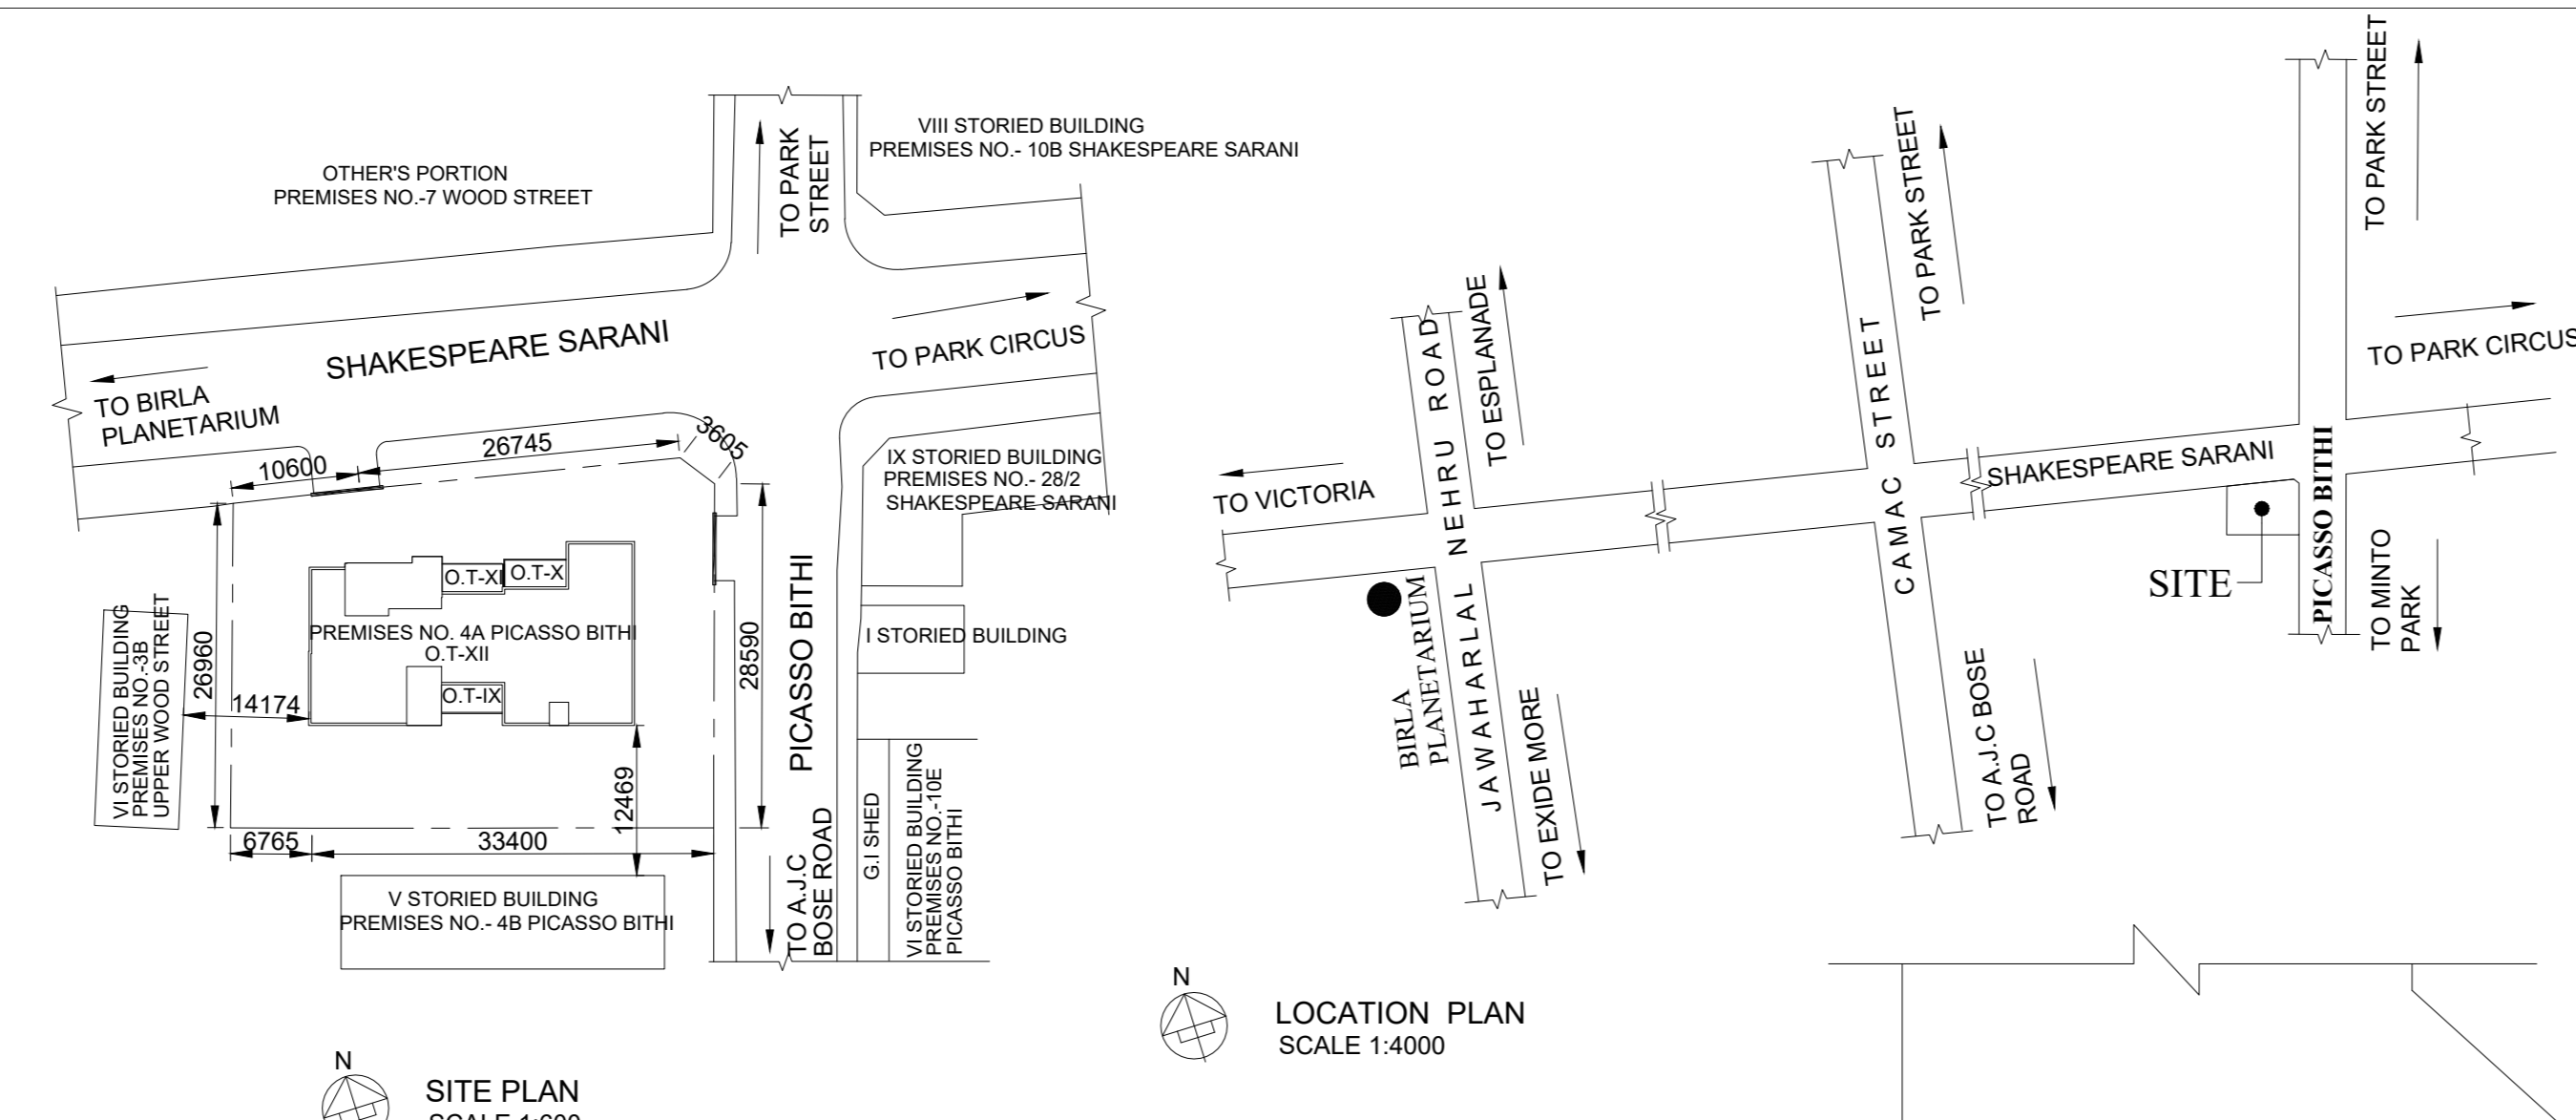 OTHER'S PORTION
PREMISES NO.-7 WOOD STREET
TO PARK
STREET
VIII STORIED BUILDING
PREMISES NO.- 10B SHAKESPEARE SARANI
SHAKESPEARE SARANI
TO PARK CIRCUS
TO BIRLA
PLANETARIUM
10600
26745
3605
IX STORIED BUILDING
PREMISES NO.- 28/2
SHAKESPEARE SARANI
O.T-XI
O.T-X
PREMISES NO. 4A PICASSO BITHI
O.T-XII
O.T-IX
VI STORIED BUILDING
PREMISES NO.-3B
UPPER WOOD STREET
26960
14174
28590
PICASSO BITHI
I STORIED BUILDING
12469
6765
33400
V STORIED BUILDING
PREMISES NO.- 4B PICASSO BITHI
TO A.J.C
BOSE ROAD
G.I SHED
VI STORIED BUILDING
PREMISES NO.-10E
PICASSO BITHI
N
SITE PLAN
SCALE 1:600
TO VICTORIA
JAWAHARLAL NEHRU ROAD
TO ESPLANADE
BIRLA
PLANETARIUM
TO EXIDE MORE
CAMAC STREET
TO PARK STREET
TO A.J.C BOSE
ROAD
SHAKESPEARE SARANI
SITE
PICASSO BITHI
TO PARK STREET
TO PARK CIRCUS
TO MINTO
PARK
N
LOCATION PLAN
SCALE 1:4000